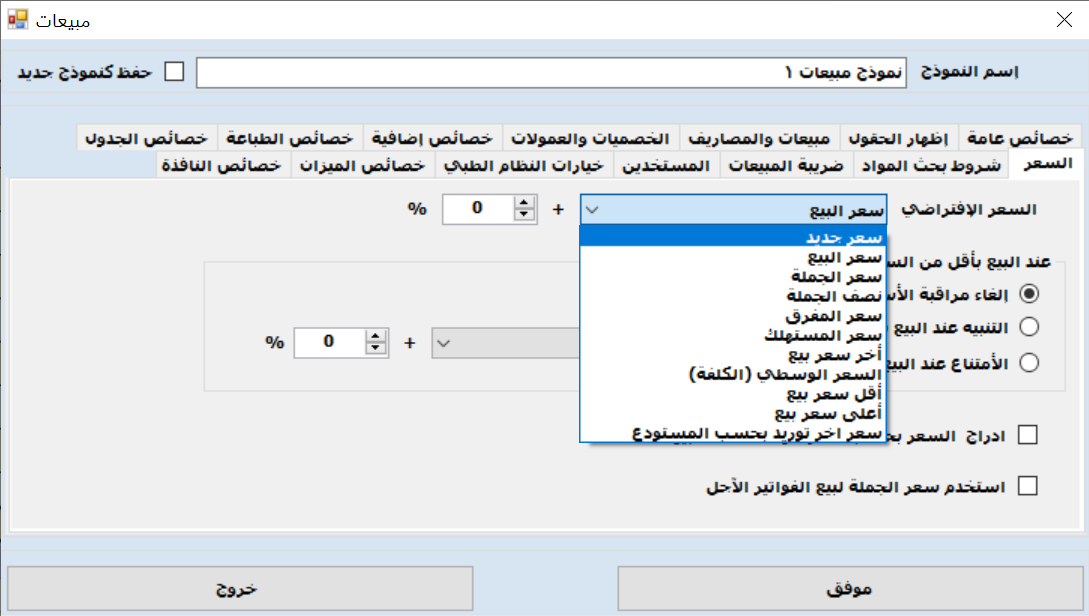 مبيعات
إسم النموذج نموذج مبيعات ١ حفظ كنموذج جديد
خصائص عامة إظهار الحقول مبيعات والمصاريف الخصميات والعمولات خصائص إضافية خصائص الطباعة خصائص الجدول
السعر شروط بحث المواد ضريبة المبيعات المستخدين خيارات النظام الطبي خصائص الميزان خصائص النافذة
السعر الإفتراضي سعر البيع + 0 %
سعر جديد
سعر البيع
سعر الجملة
نصف الجملة
سعر المفرق
سعر المستهلك
أخر سعر بيع
السعر الوسطي (الكلفة)
أقل سعر بيع
أعلى سعر بيع
سعر اخر توريد بحسب المستودع
عند البيع بأقل من
إلغاء مراقبة
التنبيه عند البيع
الأمتناع عند البيع
+ 0 %
ادراج السعر
استخدم سعر الجملة لبيع الفواتير الآجل
موفق خروج